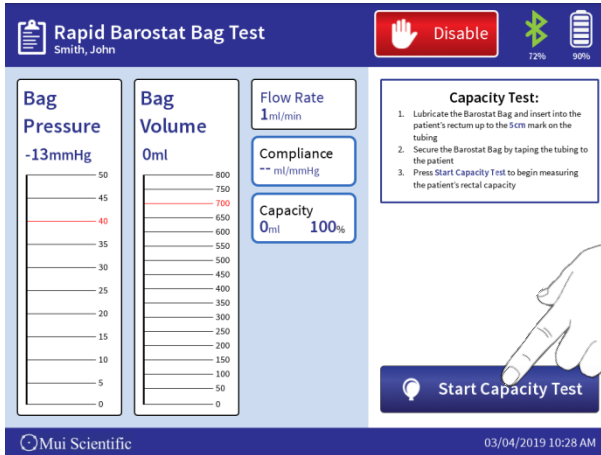 Rapid Barostat Bag Test
Smith, John
Disable
72%
90%
Bag
Pressure
-13mmHg
50
45
40
35
30
25
20
15
10
5
0
Bag
Volume
0ml
800
750
700
650
600
550
500
450
400
350
300
250
200
150
100
50
0
Flow Rate
1ml/min
Compliance
-- ml/mmHg
Capacity
0ml 100%
Capacity Test:
1. Lubricate the Barostat Bag and insert into the
patient's rectum up to the 5cm mark on the
tubing
2. Secure the Barostat Bag by taping the tubing to
the patient
3. Press Start Capacity Test to begin measuring
the patient's rectal capacity
Start Capacity Test
Mui Scientific
03/04/2019 10:28 AM